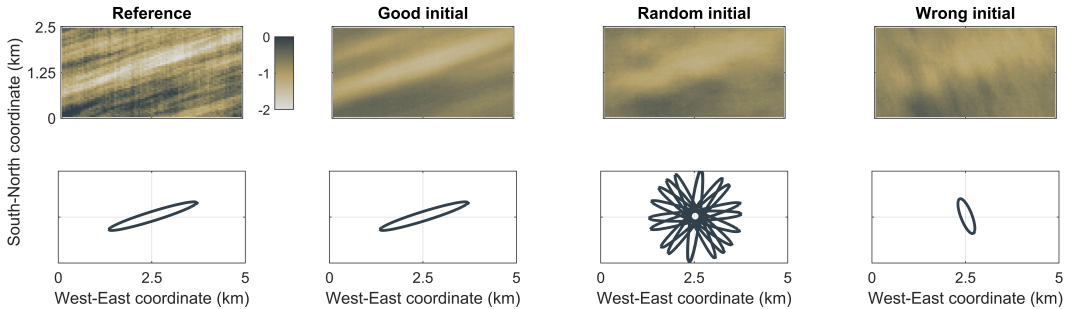 Reference
Good initial
Random initial
Wrong initial
South-North coordinate (km)
2.5
1.25
0
0
-1
-2
0 2.5 5
0 2.5 5
0 2.5 5
0 2.5 5
West-East coordinate (km)
West-East coordinate (km)
West-East coordinate (km)
West-East coordinate (km)